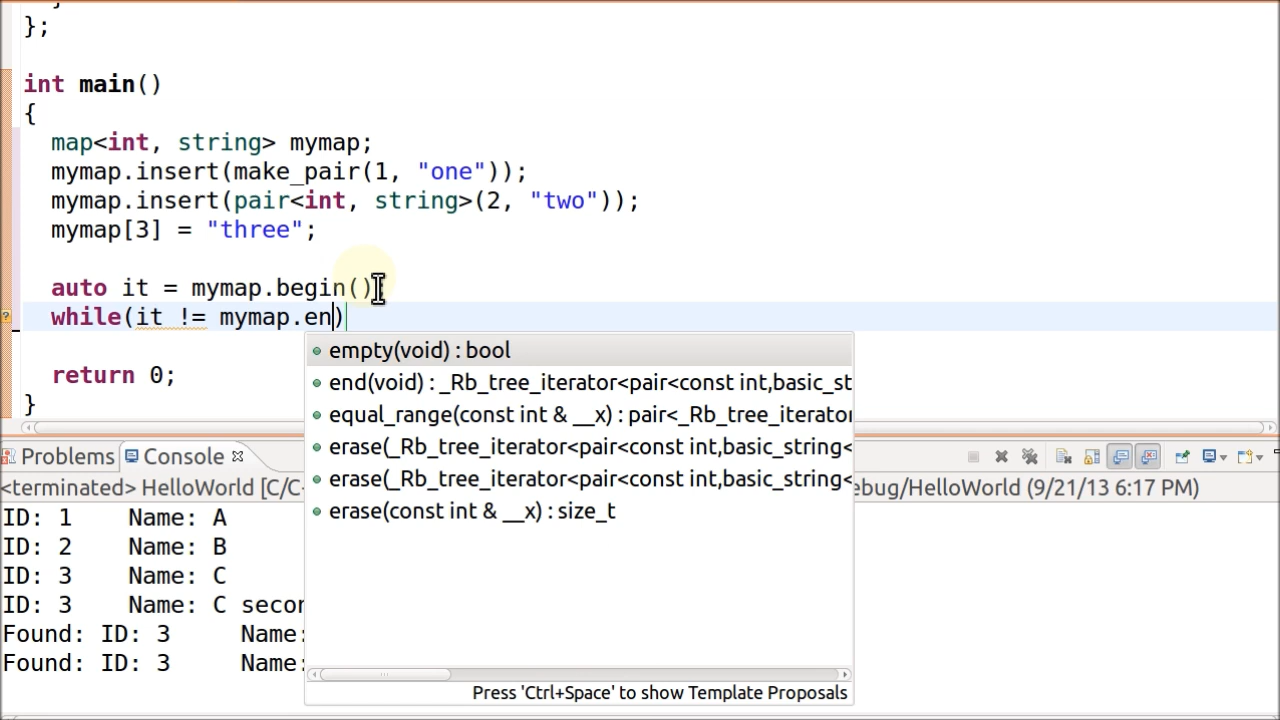 };
int main()
{
map<int, string> mymap;
mymap.insert(make_pair(1, "one"));
mymap.insert(pair<int, string>(2, "two"));
mymap[3] = "three";
auto it = mymap.begin();
while(it != mymap.en)
empty(void) : bool
end(void) : _Rb_tree_iterator<pair<const int,basic_st
return 0;
equal_range(const int & __x) : pair<_Rb_tree_iterator
}
erase(_Rb_tree_iterator<pair<const int,basic_string<
Problems Console
erase(_Rb_tree_iterator<pair<const int,basic_string<
<terminated> HelloWorld [C/C- ebug/HelloWorld (9/21/13 6:17 PM)
erase(const int & __x) : size_t
ID: 1 Name: A
ID: 2 Name: B
ID: 3 Name: C
ID: 3 Name: C secon
Found: ID: 3 Name:
Found: ID: 3 Name:
Press 'Ctrl+Space' to show Template Proposals